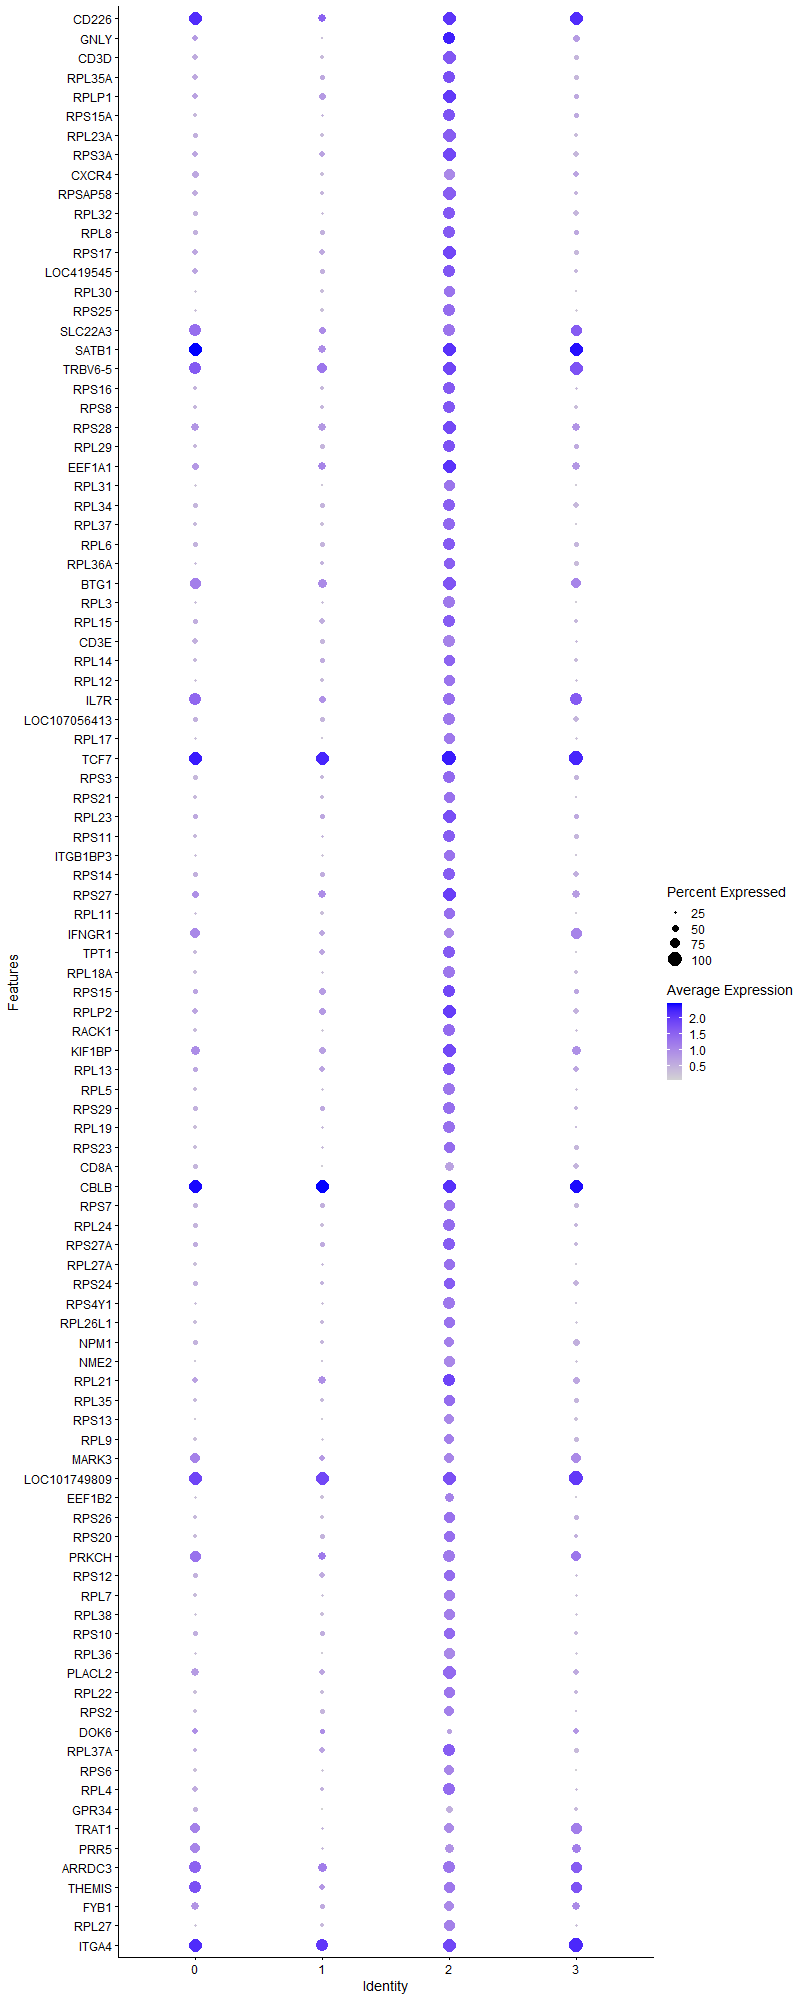 CD226
GNLY
CD3D
RPL35A
RPLP1
RPS15A
RPL23A
RPS3A
CXCR4
RPSAP58
RPL32
RPL8
RPS17
LOC419545
RPL30
RPS25
SLC22A3
SATB1
TRBV6-5
RPS16
RPS8
RPS28
RPL29
EEF1A1
RPL31
RPL34
RPL37
RPL6
RPL36A
BTG1
RPL3
RPL15
CD3E
RPL14
RPL12
IL7R
LOC107056413
RPL17
TCF7
RPS3
RPS21
RPL23
RPS11
ITGB1BP3
RPS14
RPS27
RPL11
IFNGR1
TPT1
RPL18A
RPS15
RPLP2
RACK1
KIF1BP
RPL13
RPL5
RPS29
RPL19
RPS23
CD8A
CBLB
RPS7
RPL24
RPS27A
RPL27A
RPS24
RPS4Y1
RPL26L1
NPM1
NME2
RPL21
RPL35
RPS13
RPL9
MARK3
LOC101749809
EEF1B2
RPS26
RPS20
PRKCH
RPS12
RPL7
RPL38
RPS10
RPL36
PLACL2
RPL22
RPS2
DOK6
RPL37A
RPS6
RPL4
GPR34
TRAT1
PRR5
ARRDC3
THEMIS
FYB1
RPL27
ITGA4
Features
0 1 2 3
Identity
Percent Expressed
25
50
75
100
Average Expression
2.0
1.5
1.0
0.5